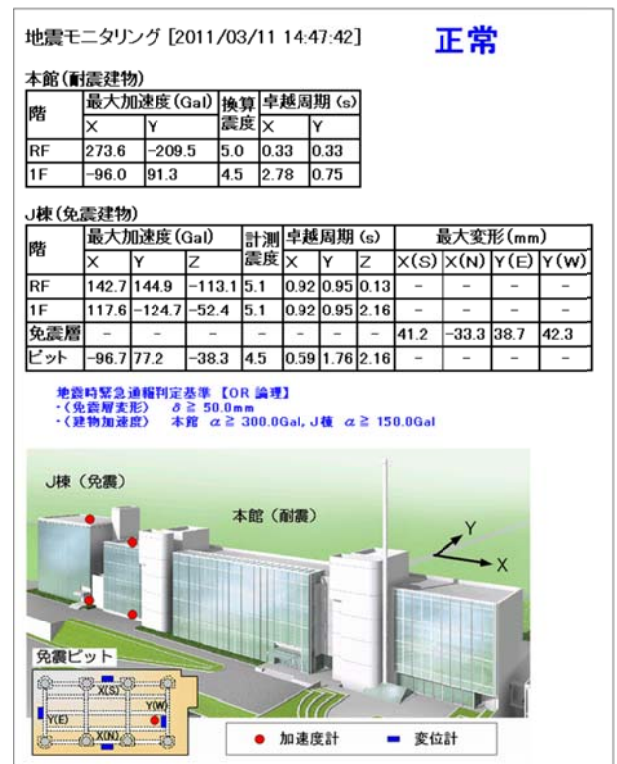 地震モニタリング [2011/03/11 14:47:42] 正常
本館(耐震建物)
階 最大加速度(Gal) 換算震度 卓越周期(s)
X Y X Y
RF 273.6 -209.5 5.0 0.33 0.33
1F -96.0 91.3 4.5 2.78 0.75
J棟(免震建物)
階 最大加速度(Gal) 計測震度 卓越周期 (s) 最大変形(mm)
X Y Z X Y Z X(S) X(N) Y(E) Y(W)
RF 142.7 144.9 -113.1 5.1 0.92 0.95 0.13 - - - -
1F 117.6 -124.7 -52.4 5.1 0.92 0.95 2.16 - - - -
免震層 - - - - - - - 41.2 -33.3 38.7 42.3
ピット -96.7 77.2 -38.3 4.5 0.59 1.76 2.16 - - - -
地震時緊急通報判定基準 【OR 論理】
・(免震層変形) δ≧ 50.0mm
・(建物加速度) 本館 α≧ 300.0Gal, J棟 α≧ 150.0Gal
J棟(免震)
本館(耐震)
Y
X
免震ピット
X(S)
Y(W)
Y(E)
X(N)
加速度計 変位計